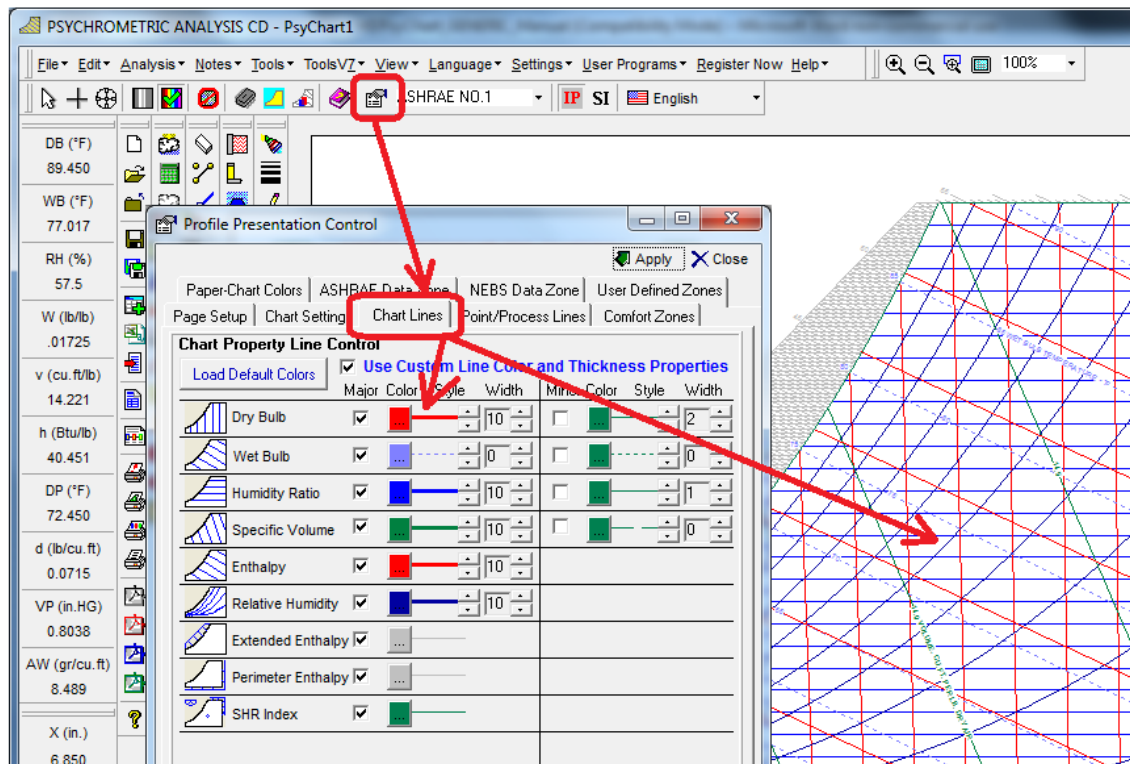 PSYCHROMETRIC ANALYSIS CD - PsyChart1
File Edit Analysis Notes Tools ToolsV7 View Language Settings User Programs Register Now Help
100%
ASHRAE NO.1 IP SI English
DB (°F)
89.450
WB (°F)
77.017
RH (%)
57.5
W (lb/lb)
.01725
v (cu.ft/lb)
14.221
h (Btu/lb)
40.451
DP (°F)
72.450
d (lb/cu.ft)
0.0715
VP (in.HG)
0.8038
AW (gr/cu.ft)
8.489
X (in.)
6.850
Profile Presentation Control
Apply Close
Paper-Chart Colors ASHRAE Data Zone NEBS Data Zone User Defined Zones
Page Setup Chart Setting Chart Lines Point/Process Lines Comfort Zones
Chart Property Line Control
Load Default Colors Use Custom Line Color and Thickness Properties
Major Color Style Width Minor Color Style Width
Dry Bulb ... 10 ... 2
Wet Bulb ... 0 ... 0
Humidity Ratio ... 10 ... 1
Specific Volume ... 10 ... 0
Enthalpy ... 10
Relative Humidity ... 10
Extended Enthalpy ...
Perimeter Enthalpy ...
SHR Index ...